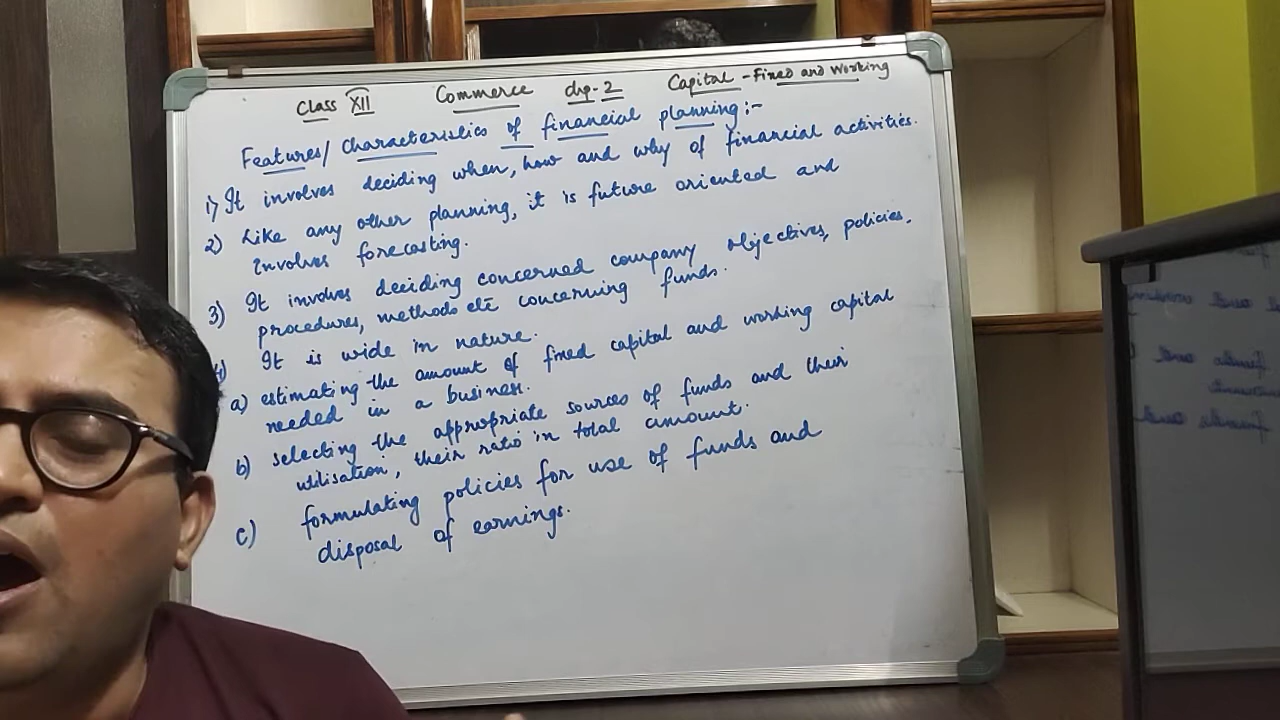 Class XII Commerce chp-2 Capital - Fixed and Working
Features/ Characteristics of financial planning :-
1) It involves deciding when, how and why of financial activities.
2) Like any other planning, it is future oriented and
involves forecasting.
3) It involves deciding concerned company objectives, policies,
procedures, methods etc concerning funds.
4) It is wide in nature.
a) estimating the amount of fixed capital and working capital
needed in a business.
b) selecting the appropriate sources of funds and their
utilisation, their ratio in total amount.
c) formulating policies for use of funds and
disposal of earnings.